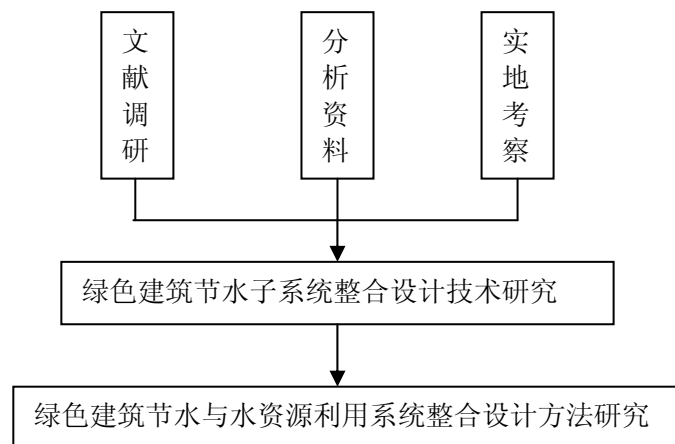 文献调研
分析资料
实地考察
绿色建筑节水子系统整合设计技术研究
绿色建筑节水与水资源利用系统整合设计方法研究